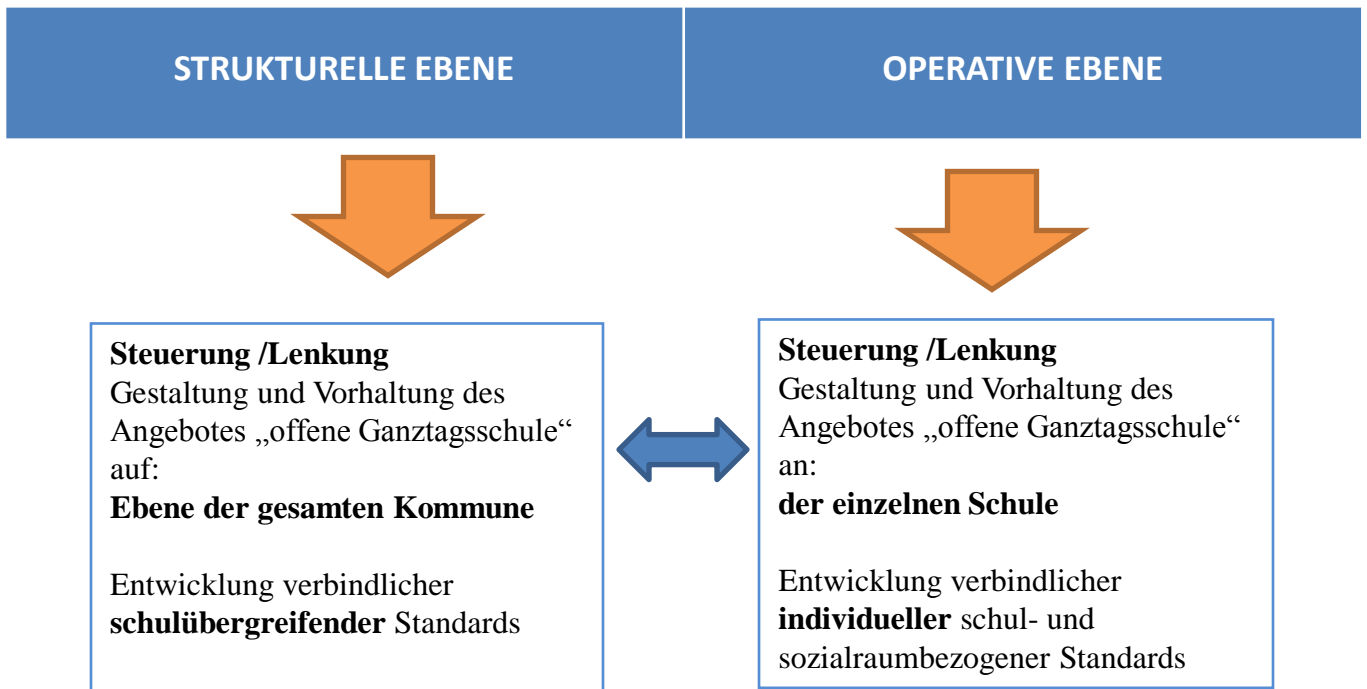 STRUKTURELLE EBENE
OPERATIVE EBENE
Steuerung /Lenkung
Gestaltung und Vorhaltung des
Angebotes „offene Ganztagsschule“
auf:
Ebene der gesamten Kommune
Entwicklung verbindlicher
schulübergreifender Standards
Steuerung /Lenkung
Gestaltung und Vorhaltung des
Angebotes „offene Ganztagsschule“
an:
der einzelnen Schule
Entwicklung verbindlicher
individueller schul- und
sozialraumbezogener Standards